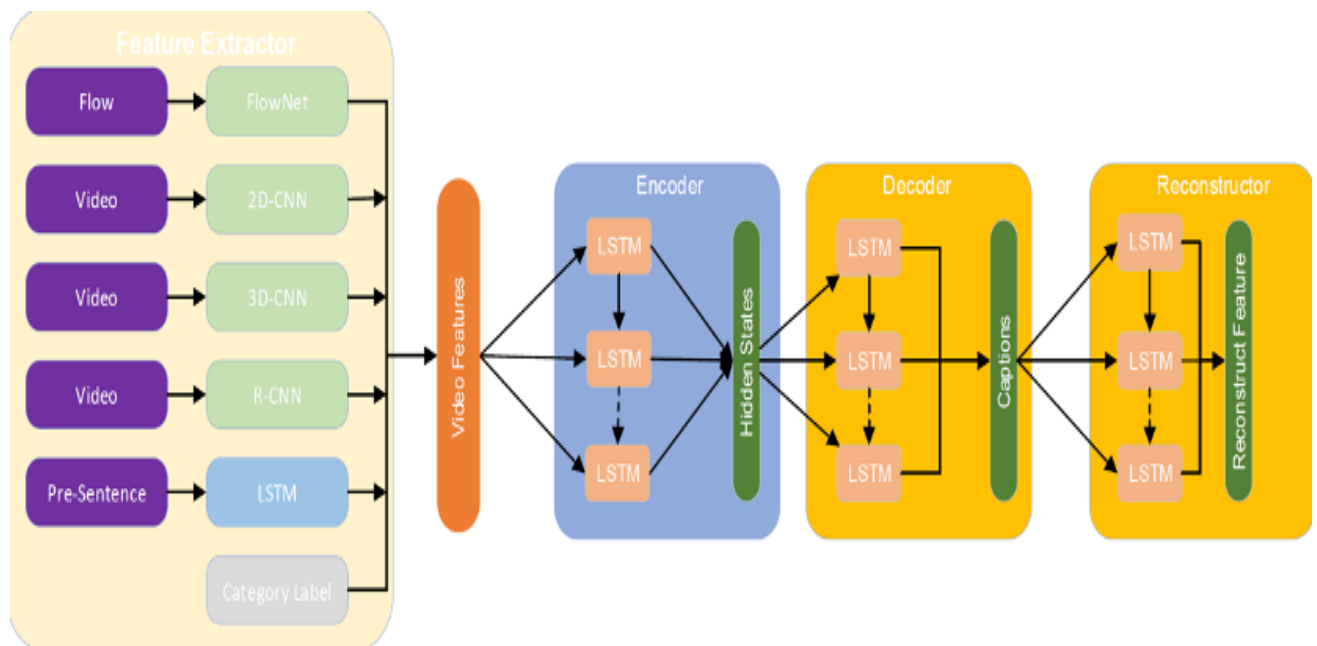 Feature Extractor
Flow
FlowNet
Video
2D-CNN
Video
3D-CNN
Video
R-CNN
Pre-Sentence
LSTM
Category Label
Video Features
Encoder
LSTM
LSTM
LSTM
Hidden States
Decoder
LSTM
LSTM
LSTM
Captions
Reconstructor
LSTM
LSTM
LSTM
Reconstruct Feature